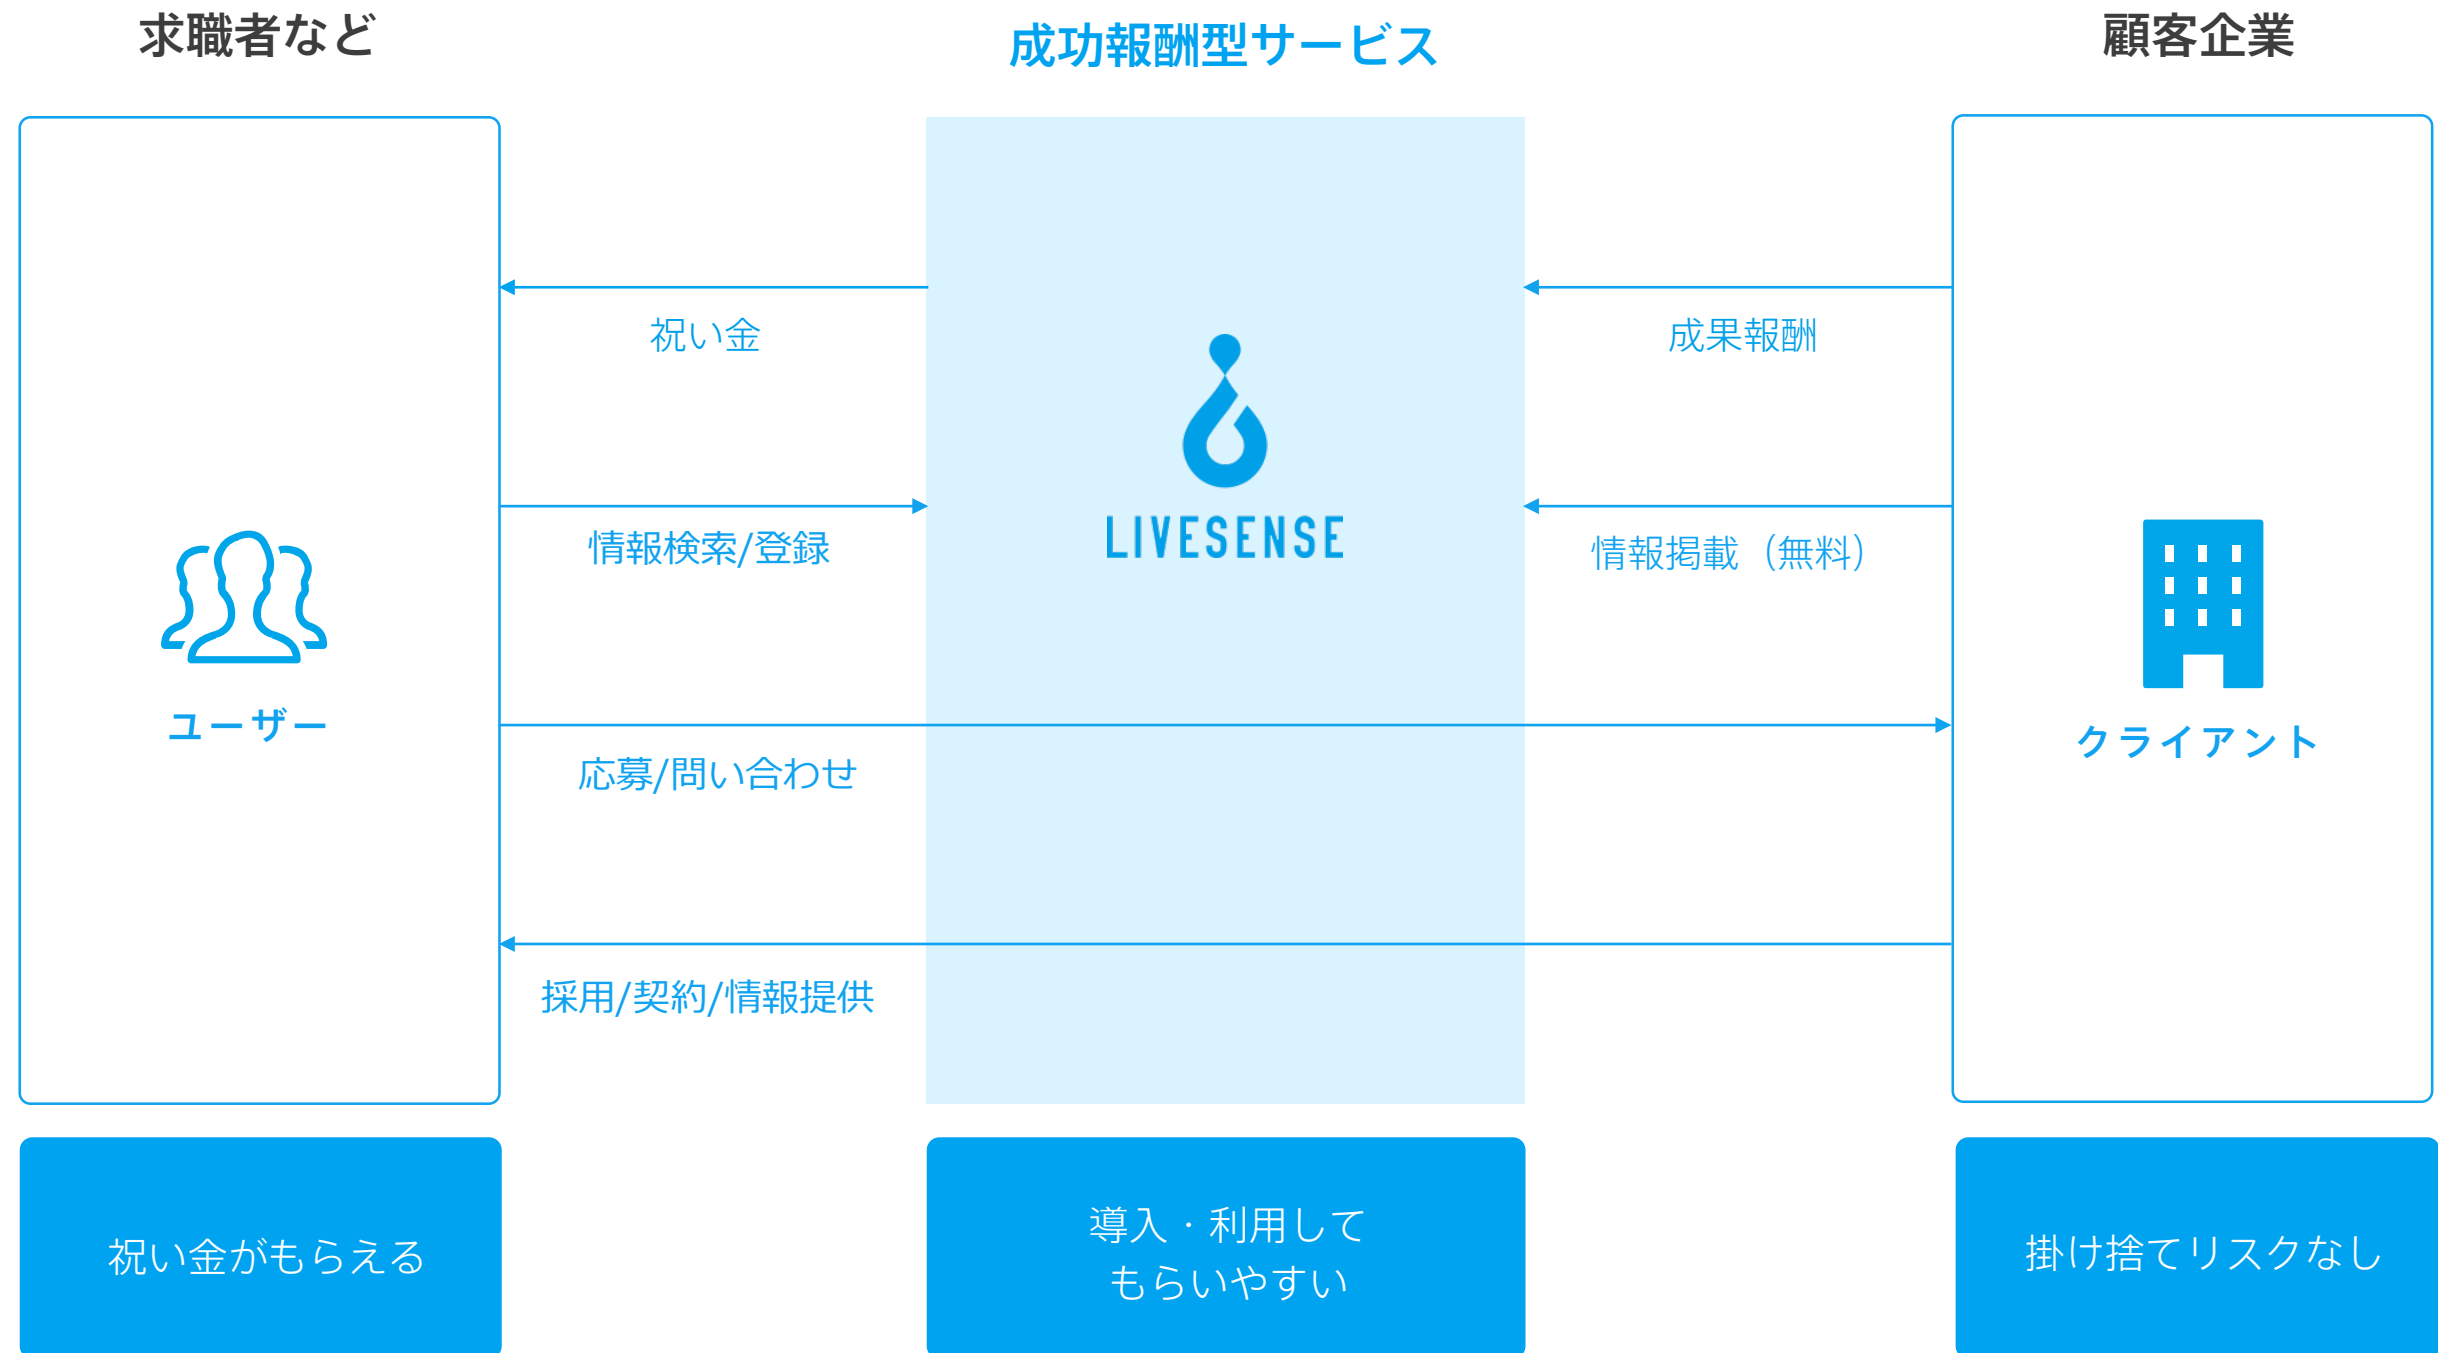 求職者など
成功報酬型サービス
顧客企業
祝い金
成果報酬
LIVESENSE
情報検索/登録
情報掲載（無料）
ユーザー
クライアント
応募/問い合わせ
採用/契約/情報提供
祝い金がもらえる
導入・利用して
もらいやすい
掛け捨てリスクなし